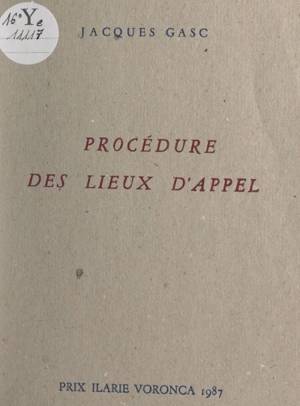 16° Ye
11117
JACQUES GASC
PROCÉDURE
DES LIEUX D'APPEL
PRIX ILARIE VORONCA 1987